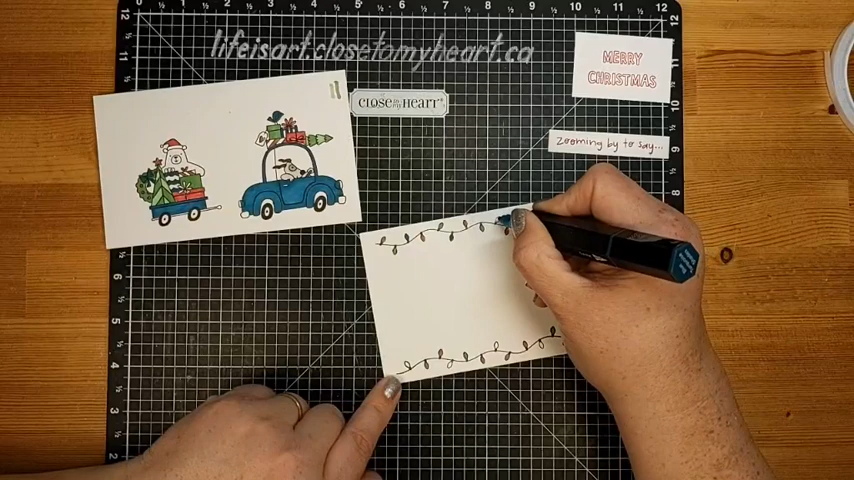 lifeisart.closetomyheart.ca
CLOSE TO MY HEART®
MERRY
CHRISTMAS
Zooming by to say...